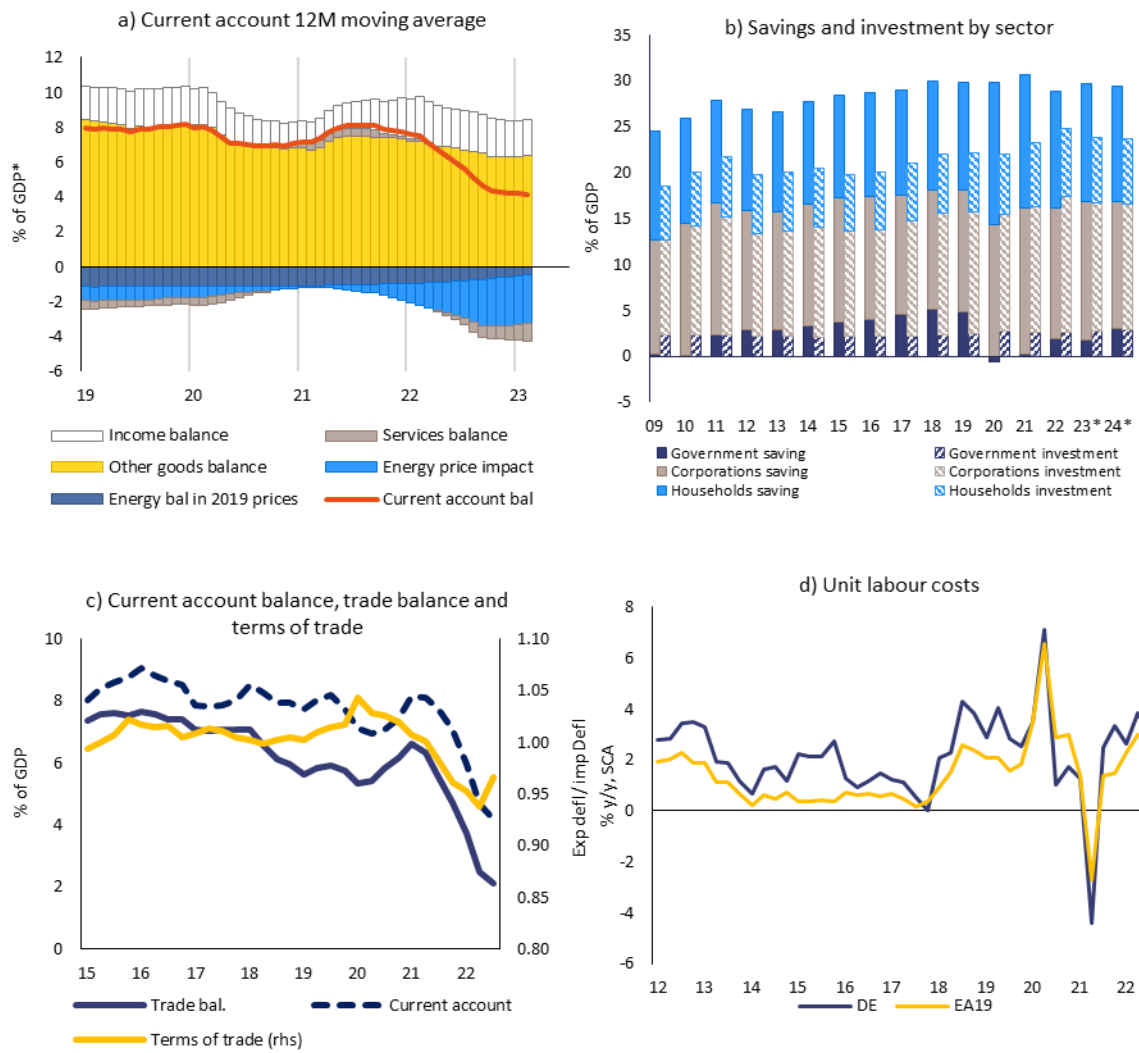 a) Current account 12M moving average
% of GDP*
12
10
8
6
4
2
0
-2
-4
-6
19 20 21 22 23
Income balance Services balance
Other goods balance Energy price impact
Energy bal in 2019 prices Current account bal
b) Savings and investment by sector
% of GDP
35
30
25
20
15
10
5
0
-5
09 10 11 12 13 14 15 16 17 18 19 20 21 22 23* 24*
Government saving Government investment
Corporations saving Corporations investment
Households saving Households investment
c) Current account balance, trade balance and
terms of trade
% of GDP
10
8
6
4
2
0
1.10
1.05
1.00
0.95
0.90
0.85
0.80
Exp defl/ imp Defl
15 16 17 18 19 20 21 22
Trade bal. Current account
Terms of trade (rhs)
d) Unit labour costs
% y/y, SCA
8
6
4
2
0
-2
-4
-6
12 13 14 15 16 17 18 19 20 21 22
DE EA19